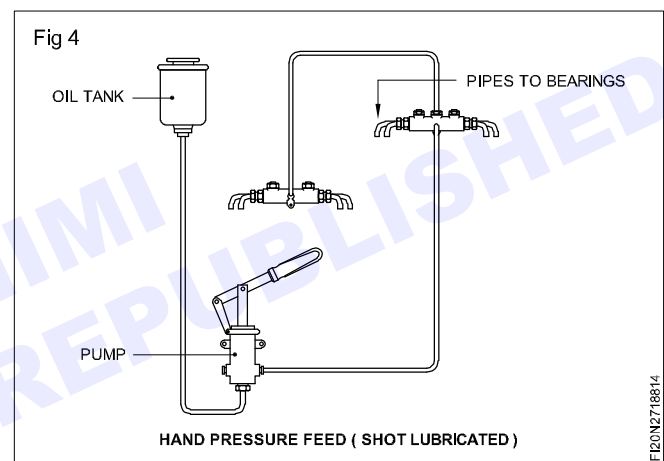 Fig 4
OIL TANK
PIPES TO BEARINGS
PUMP
HAND PRESSURE FEED ( SHOT LUBRICATED )
FI20N2718814
NIMI
REPUBLISHED